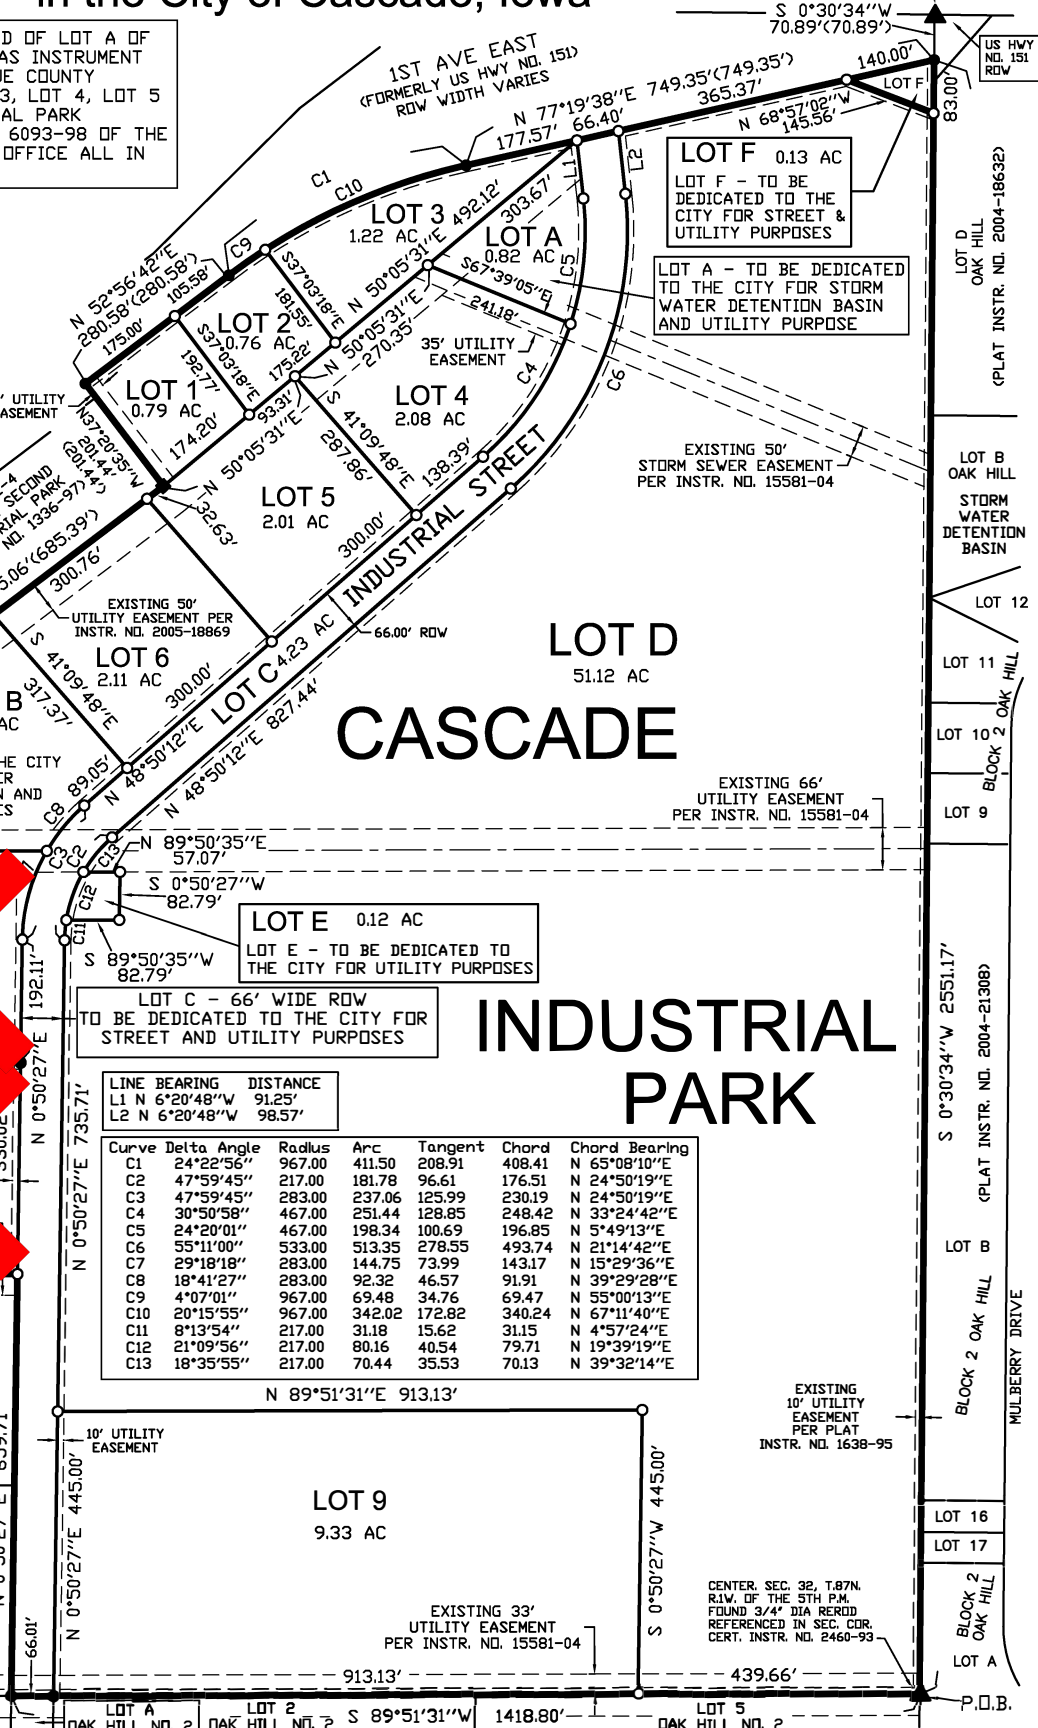 in the City of Cascade, Iowa
S 0°30'34"W
70.89'(70.89')
D OF LOT A OF
AS INSTRUMENT
UE COUNTY
3, LOT 4, LOT 5
AL PARK
6093-98 OF THE
OFFICE ALL IN
1ST AVE EAST
(FORMERLY US HWY NO. 151)
ROW WIDTH VARIES
US HWY
NO. 151
ROW
140.00'
LOT F
83.00'
N 77°19'38"E 749.35'(749.35')
177.57'
66.40'
365.37'
N 68°57'02"W
145.56'
L1
L2
LOT F 0.13 AC
LOT F - TO BE
DEDICATED TO THE
CITY FOR STREET &
UTILITY PURPOSES
C1
C10
C9
LOT 3
1.22 AC
492.12'
303.67'
LOT A
0.82 AC
N 50°05'31"E
S67°39'05"E
241.18'
C5
LOT A - TO BE DEDICATED
TO THE CITY FOR STORM
WATER DETENTION BASIN
AND UTILITY PURPOSE
LOT D
OAK HILL
(PLAT INSTR. NO. 2004-18632)
N 52°56'42"E
280.58'(280.58')
175.00'
105.58'
S37°03'18"E
181.55'
LOT 2
0.76 AC
S37°03'18"E
192.77'
175.22'
N 50°05'31"E
270.35'
35' UTILITY
EASEMENT
C4
C6
LOT 1
0.79 AC
' UTILITY
ASEMENT
N37°20'35"W
201.44'
(201.44')
174.20'
93.31'
N 50°05'31"E
32.63'
LOT 4
2.08 AC
S 41°09'48"E
287.86'
138.39'
EXISTING 50'
STORM SEWER EASEMENT
PER INSTR. NO. 15581-04
LOT B
OAK HILL
STORM
WATER
DETENTION
BASIN
-4
SECOND
RIAL PARK
NO. 1336-97)
5.06'(685.39')
300.76'
LOT 5
2.01 AC
300.00'
INDUSTRIAL STREET
EXISTING 50'
UTILITY EASEMENT PER
INSTR. NO. 2005-18869
66.00' ROW
LOT 12
LOT 11
LOT 10
LOT 9
BLOCK 2 OAK HILL
LOT D
51.12 AC
CASCADE
INDUSTRIAL
PARK
LOT 6
2.11 AC
S 41°09'48"E
317.37'
300.00'
LOT C 4.23 AC
N 48°50'12"E 827.44'
N 48°50'12"E
89.05'
B
AC
HE CITY
ER
N AND
ES
C8
C3
C2
C13
EXISTING 66'
UTILITY EASEMENT
PER INSTR. NO. 15581-04
N 89°50'35"E
57.07'
S 0°50'27"W
82.79'
C12
C11
S 89°50'35"W
82.79'
LOT E 0.12 AC
LOT E - TO BE DEDICATED TO
THE CITY FOR UTILITY PURPOSES
LOT C - 66' WIDE ROW
TO BE DEDICATED TO THE CITY FOR
STREET AND UTILITY PURPOSES
192.11'
N 0°50'27"E
N 0°50'27"E 735.71'
LINE BEARING DISTANCE
L1 N 6°20'48"W 91.25'
L2 N 6°20'48"W 98.57'
Curve Delta Angle Radius Arc Tangent Chord Chord Bearing
C1 24°22'56" 967.00 411.50 208.91 408.41 N 65°08'10"E
C2 47°59'45" 217.00 181.78 96.61 176.51 N 24°50'19"E
C3 47°59'45" 283.00 237.06 125.99 230.19 N 24°50'19"E
C4 30°50'58" 467.00 251.44 128.85 248.42 N 33°24'42"E
C5 24°20'01" 467.00 198.34 100.69 196.85 N 5°49'13"E
C6 55°11'00" 533.00 513.35 278.55 493.74 N 21°14'42"E
C7 29°18'18" 283.00 144.75 73.99 143.17 N 15°29'36"E
C8 18°41'27" 283.00 92.32 46.57 91.91 N 39°29'28"E
C9 4°07'01" 967.00 69.48 34.76 69.47 N 55°00'13"E
C10 20°15'55" 967.00 342.02 172.82 340.24 N 67°11'40"E
C11 8°13'54" 217.00 31.18 15.62 31.15 N 4°57'24"E
C12 21°09'56" 217.00 80.16 40.54 79.71 N 19°39'19"E
C13 18°35'55" 217.00 70.44 35.53 70.13 N 39°32'14"E
S 0°30'34"W 2551.17'
(PLAT INSTR. NO. 2004-21308)
LOT B
BLOCK 2 OAK HILL
MULBERRY DRIVE
N 89°51'31"E 913.13'
10' UTILITY
EASEMENT
N 0°50'27"E 445.00'
LOT 9
9.33 AC
S 0°50'27"W 445.00'
EXISTING
10' UTILITY
EASEMENT
PER PLAT
INSTR. NO. 1638-95
LOT 16
LOT 17
CENTER. SEC. 32, T.87N.
R.1W. OF THE 5TH P.M.
FOUND 3/4" DIA REROD
REFERENCED IN SEC. COR.
CERT. INSTR. NO. 2460-93
BLOCK 2
OAK HILL
LOT A
66.01'
EXISTING 33'
UTILITY EASEMENT
PER INSTR. NO. 15581-04
913.13'
439.66'
P.O.B.
LOT A
OAK HILL NO. 2
LOT 2
OAK HILL NO. 2
S 89°51'31"W 1418.80'
LOT 5
OAK HILL NO. 2